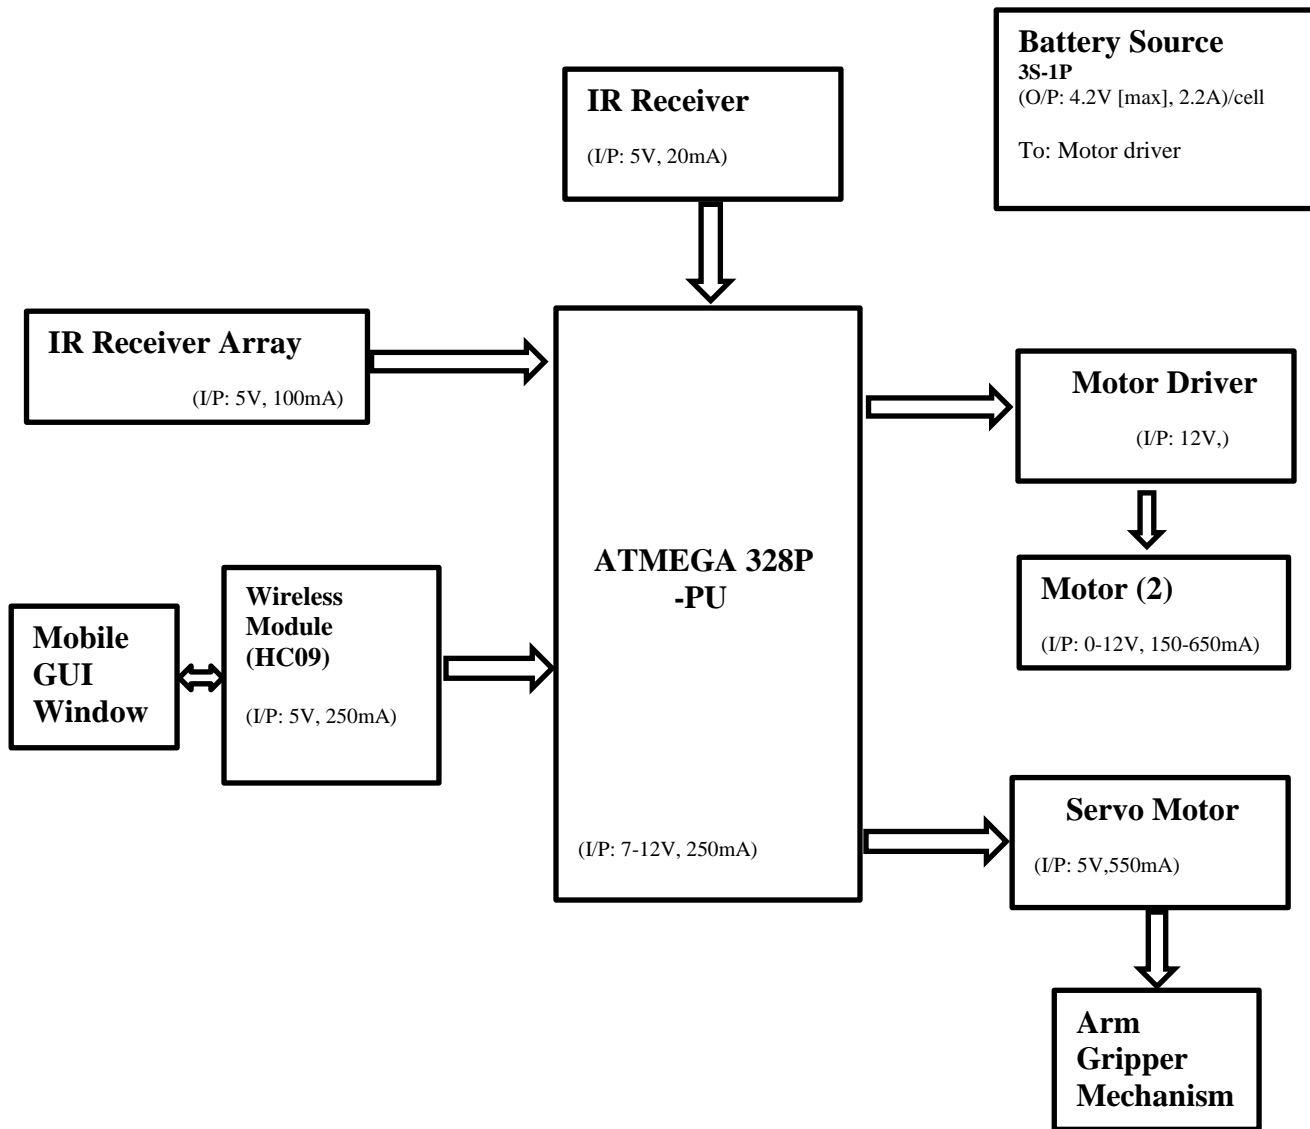 Battery Source
3S-1P
(O/P: 4.2V [max], 2.2A)/cell
To: Motor driver
IR Receiver
(I/P: 5V, 20mA)
IR Receiver Array
(I/P: 5V, 100mA)
Motor Driver
(I/P: 12V,)
ATMEGA 328P
-PU
(I/P: 7-12V, 250mA)
Motor (2)
(I/P: 0-12V, 150-650mA)
Wireless
Module
(HC09)
(I/P: 5V, 250mA)
Mobile
GUI
Window
Servo Motor
(I/P: 5V,550mA)
Arm
Gripper
Mechanism